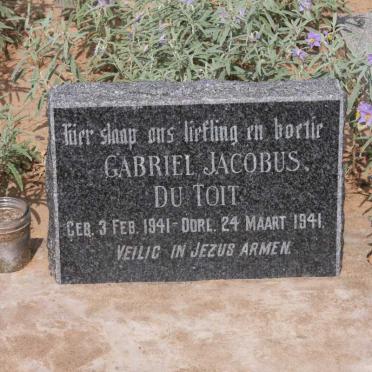 Hier slaap ons liefling en boetie
GABRIEL JACOBUS.
DU TOIT
GEB. 3 FEB. 1941 - OORL. 24 MAART 1941.
VEILIG IN JEZUS ARMEN.